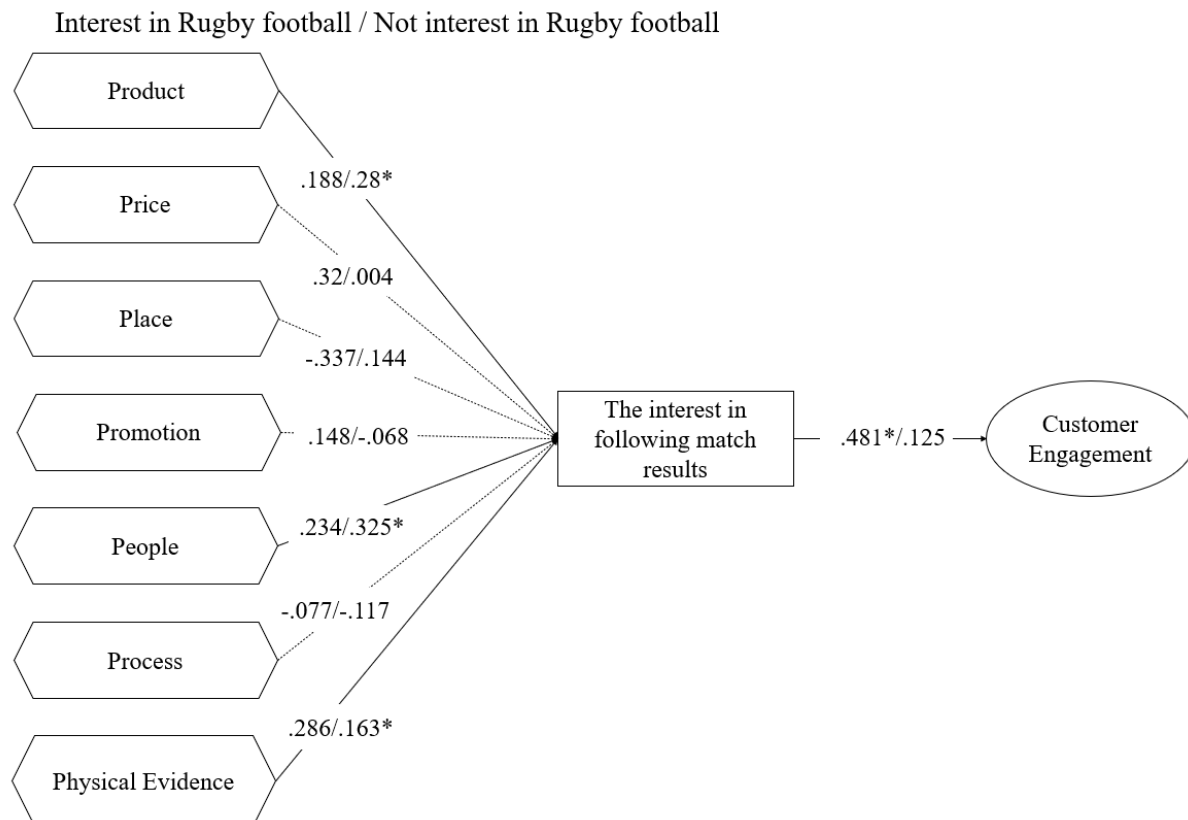 Interest in Rugby football / Not interest in Rugby football
Product
.188/.28*
Price
.32/.004
Place
-.337/.144
Promotion
.148/-.068
The interest in
following match
results
.481*/.125
Customer
Engagement
People
.234/.325*
Process
-.077/-.117
Physical Evidence
.286/.163*